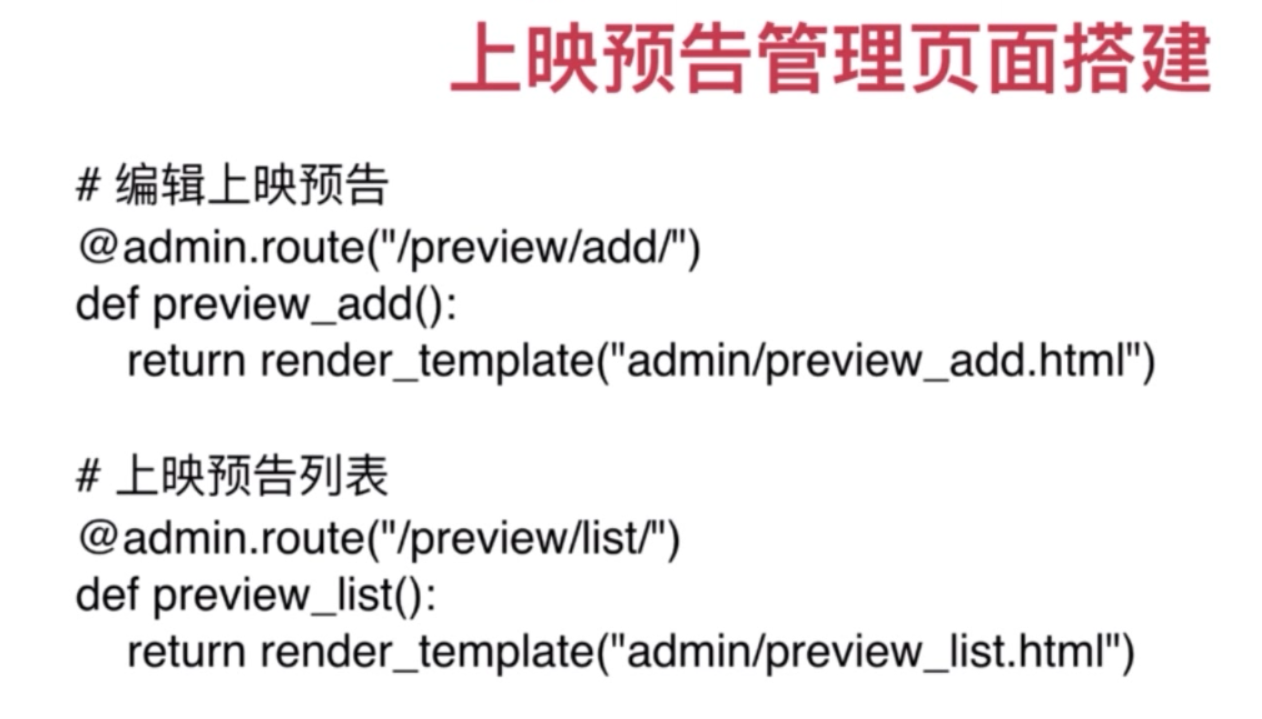 上映预告管理页面搭建
# 编辑上映预告
@admin.route("/preview/add/")
def preview_add():
    return render_template("admin/preview_add.html")
# 上映预告列表
@admin.route("/preview/list/")
def preview_list():
    return render_template("admin/preview_list.html")